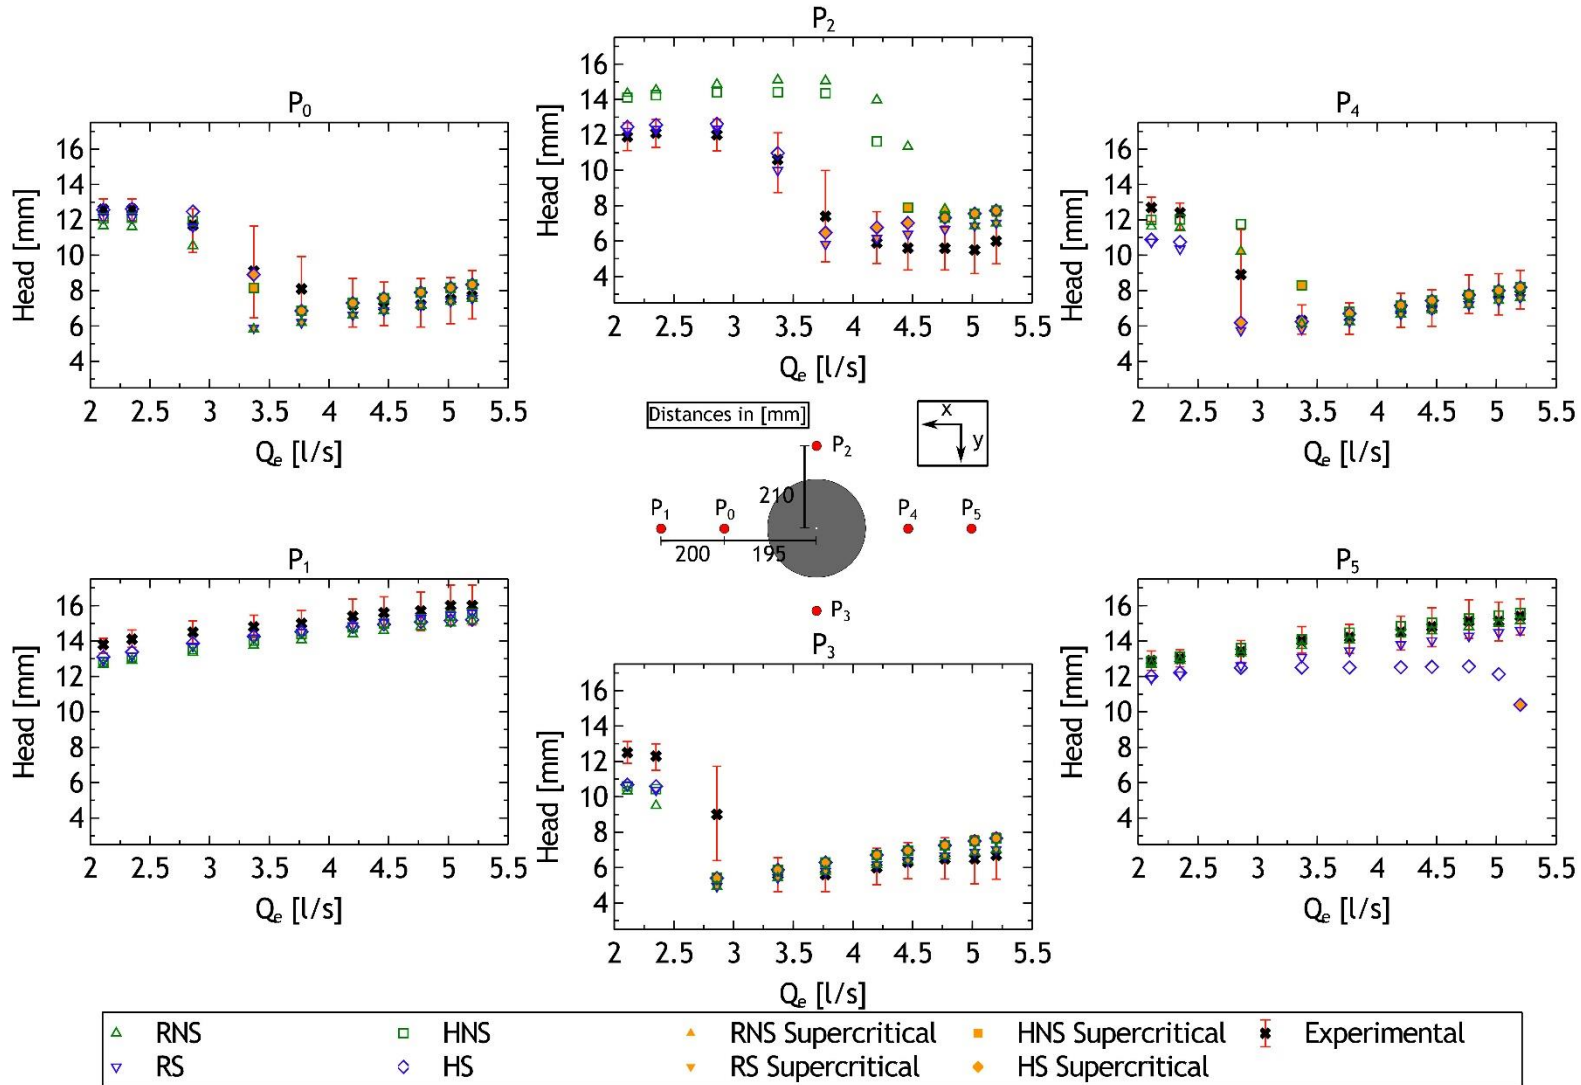 P0
16
14
12
10
8
6
4
Head [mm]
2 2.5 3 3.5 4 4.5 5 5.5
Qe [l/s]
P2
16
14
12
10
8
6
4
Head [mm]
2 2.5 3 3.5 4 4.5 5 5.5
Qe [l/s]
P4
16
14
12
10
8
6
4
Head [mm]
2 2.5 3 3.5 4 4.5 5 5.5
Qe [l/s]
Distances in [mm]
x
y
P2
210
P1 P0 P4 P5
200 195
P3
P1
16
14
12
10
8
6
4
Head [mm]
2 2.5 3 3.5 4 4.5 5 5.5
Qe [l/s]
P3
16
14
12
10
8
6
4
Head [mm]
2 2.5 3 3.5 4 4.5 5 5.5
Qe [l/s]
P5
16
14
12
10
8
6
4
Head [mm]
2 2.5 3 3.5 4 4.5 5 5.5
Qe [l/s]
RNS HNS RNS Supercritical HNS Supercritical Experimental
RS HS RS Supercritical HS Supercritical